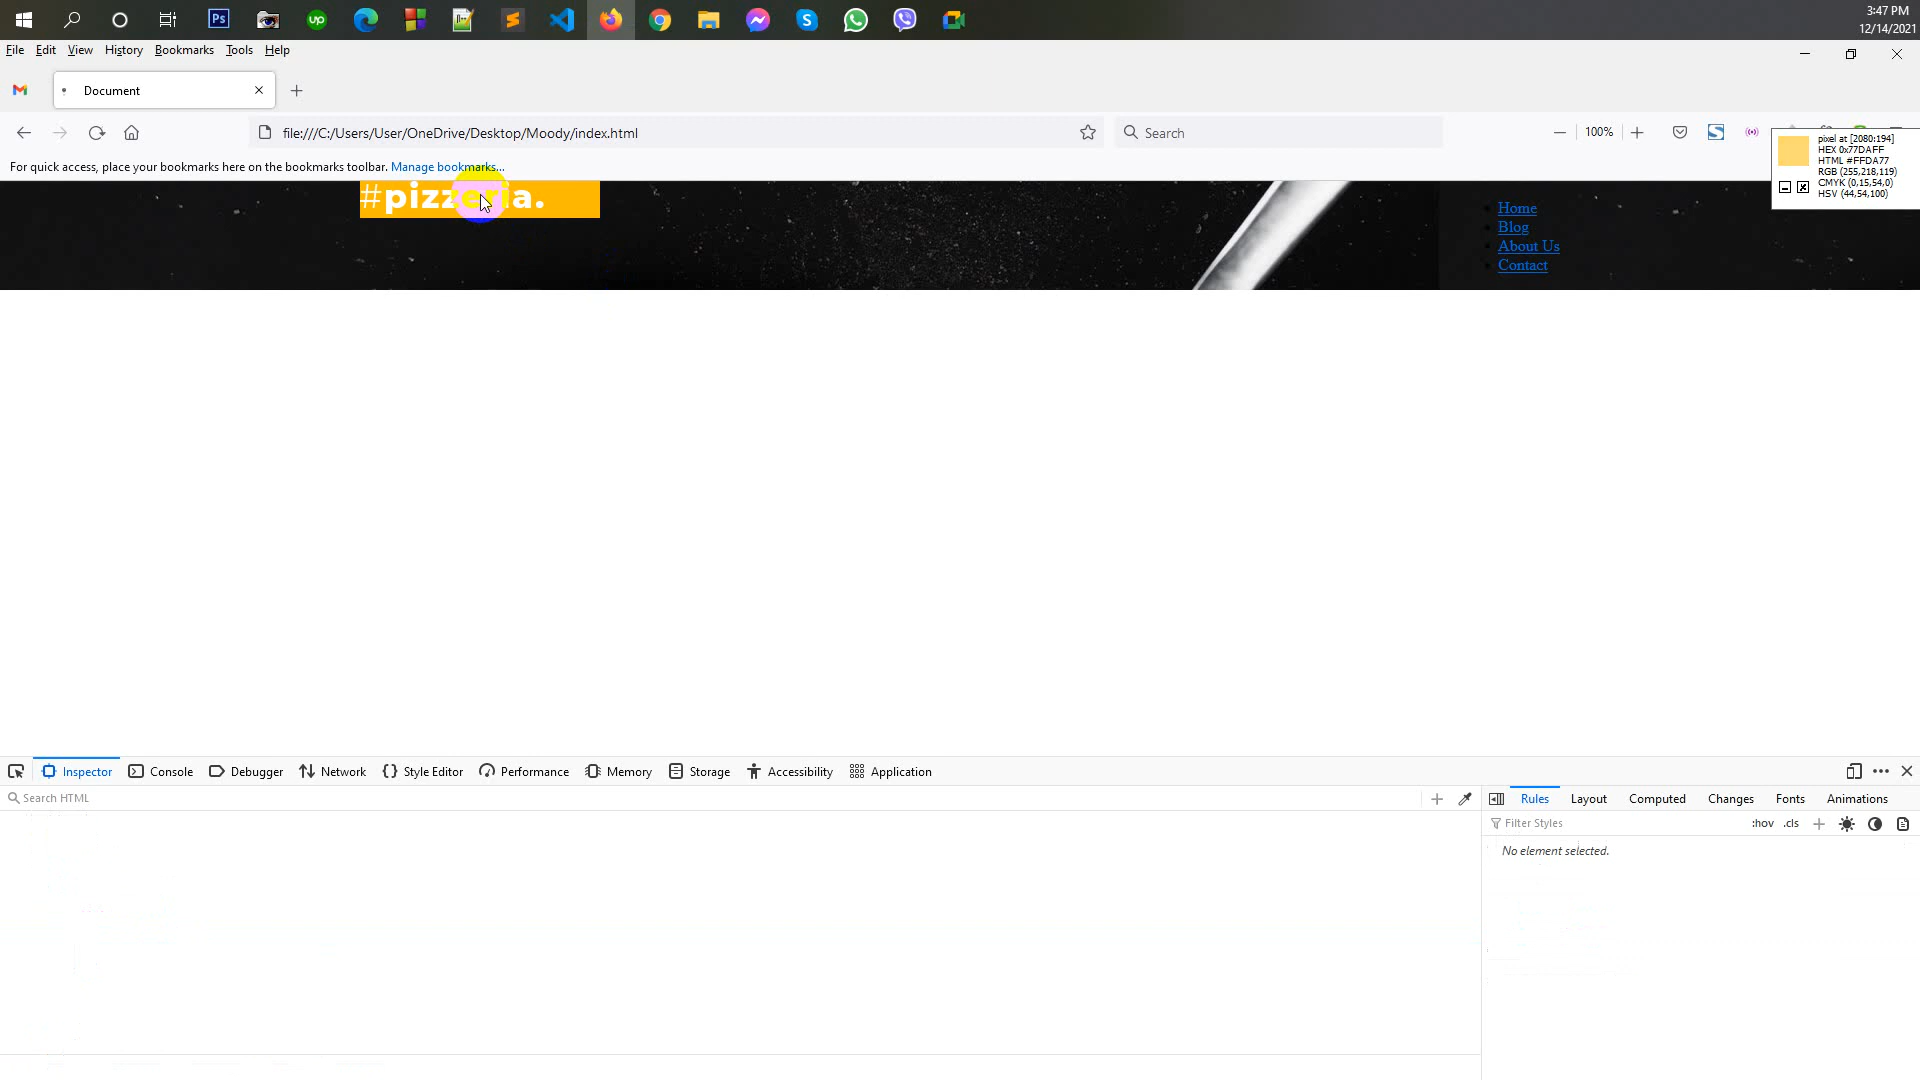 3:47 PM
12/14/2021
File Edit View History Bookmarks Tools Help
Document
file:///C:/Users/User/OneDrive/Desktop/Moody/index.html
Search
100%
pixel at [2080:194]
HEX 0x77DAFF
HTML #FFDA77
RGB (255,218,119)
CMYK (0,15,54,0)
HSV (44,54,100)
For quick access, place your bookmarks here on the bookmarks toolbar. Manage bookmarks...
#pizzeria.
Home
Blog
About Us
Contact
Inspector Console Debugger Network Style Editor Performance Memory Storage Accessibility Application
Search HTML
Rules Layout Computed Changes Fonts Animations
Filter Styles
:hov .cls
No element selected.